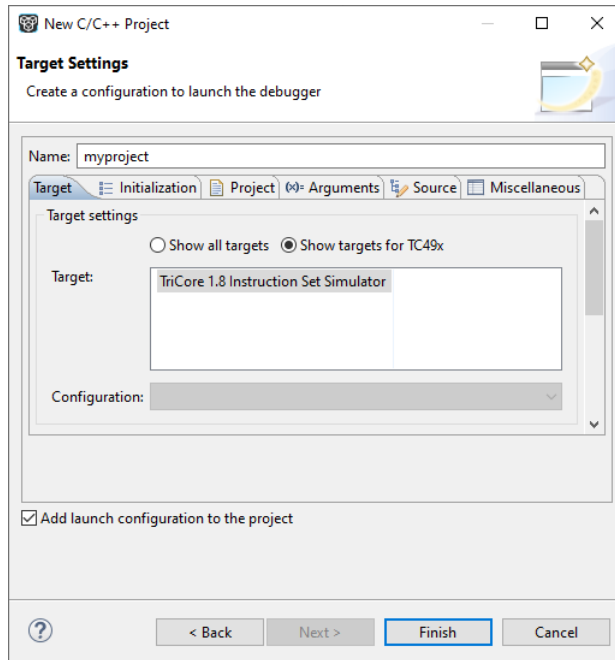 New C/C++ Project
Target Settings
Create a configuration to launch the debugger
Name: myproject
Target Initialization Project (x)= Arguments Source Miscellaneous
Target settings
Show all targets Show targets for TC49x
Target: TriCore 1.8 Instruction Set Simulator
Configuration:
Add launch configuration to the project
? < Back Next > Finish Cancel